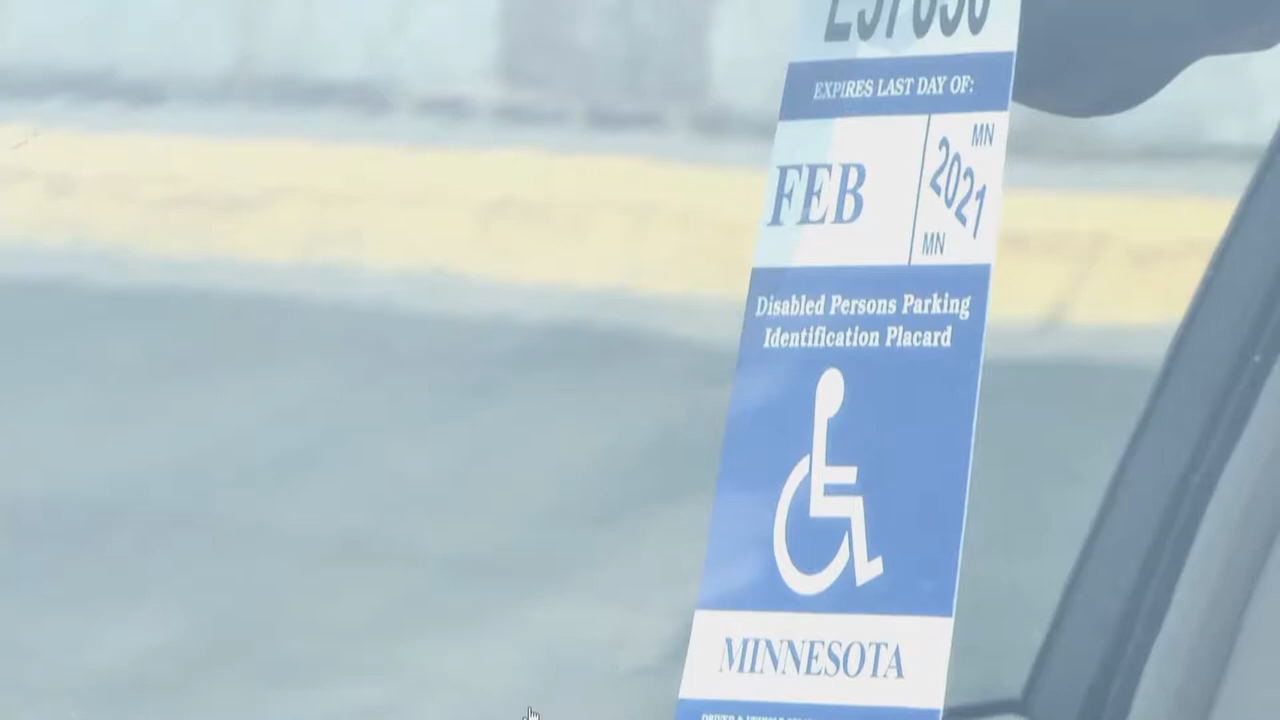 EXPIRES LAST DAY OF:
FEB
MN
2021
MN
Disabled Persons Parking
Identification Placard
MINNESOTA